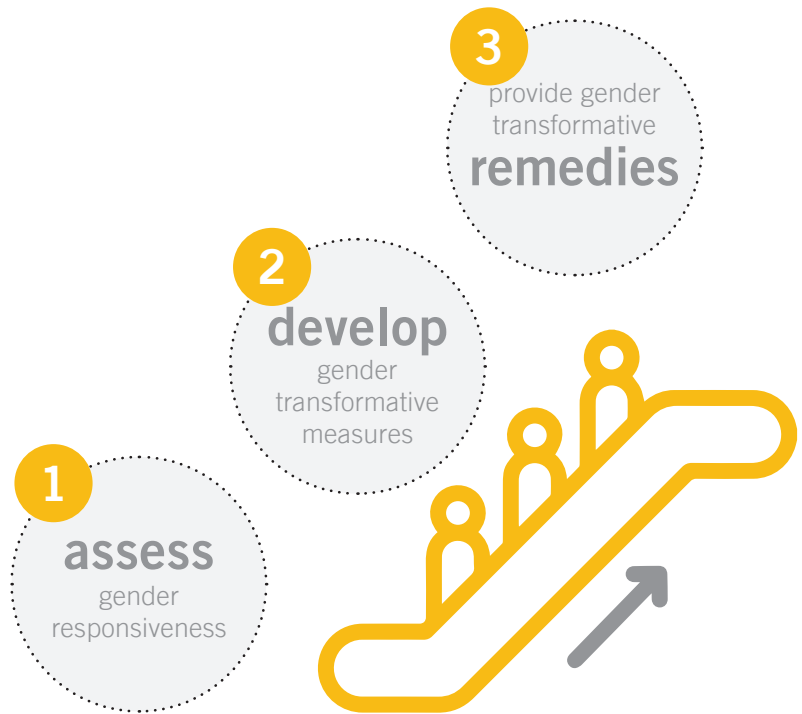 1
assess
gender
responsiveness
2
develop
gender
transformative
measures
3
provide gender
transformative
remedies